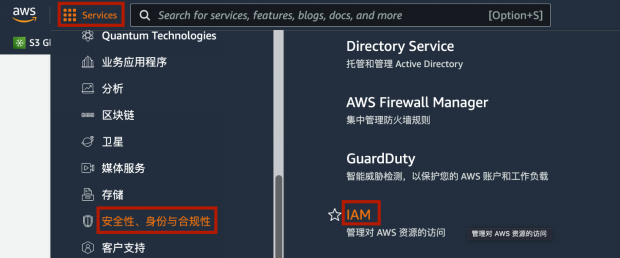 aws
Services
Search for services, features, blogs, docs, and more
[Option+S]
S3 Gl
Quantum Technologies
业务应用程序
分析
区块链
卫星
媒体服务
存储
安全性、身份与合规性
客户支持
Directory Service
托管和管理 Active Directory
AWS Firewall Manager
集中管理防火墙规则
GuardDuty
智能威胁检测，以保护您的 AWS 账户和工作负载
IAM
管理对 AWS 资源的访问
管理对 AWS 资源的访问